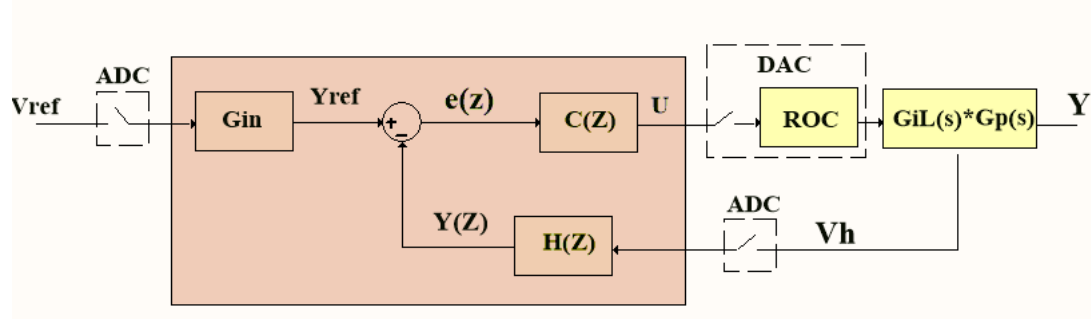 DAC
ADC
Vref
Gin
Yref
+
−
e(z)
C(Z)
U
ROC
GiL(s)*Gp(s)
Y
ADC
Y(Z)
H(Z)
Vh